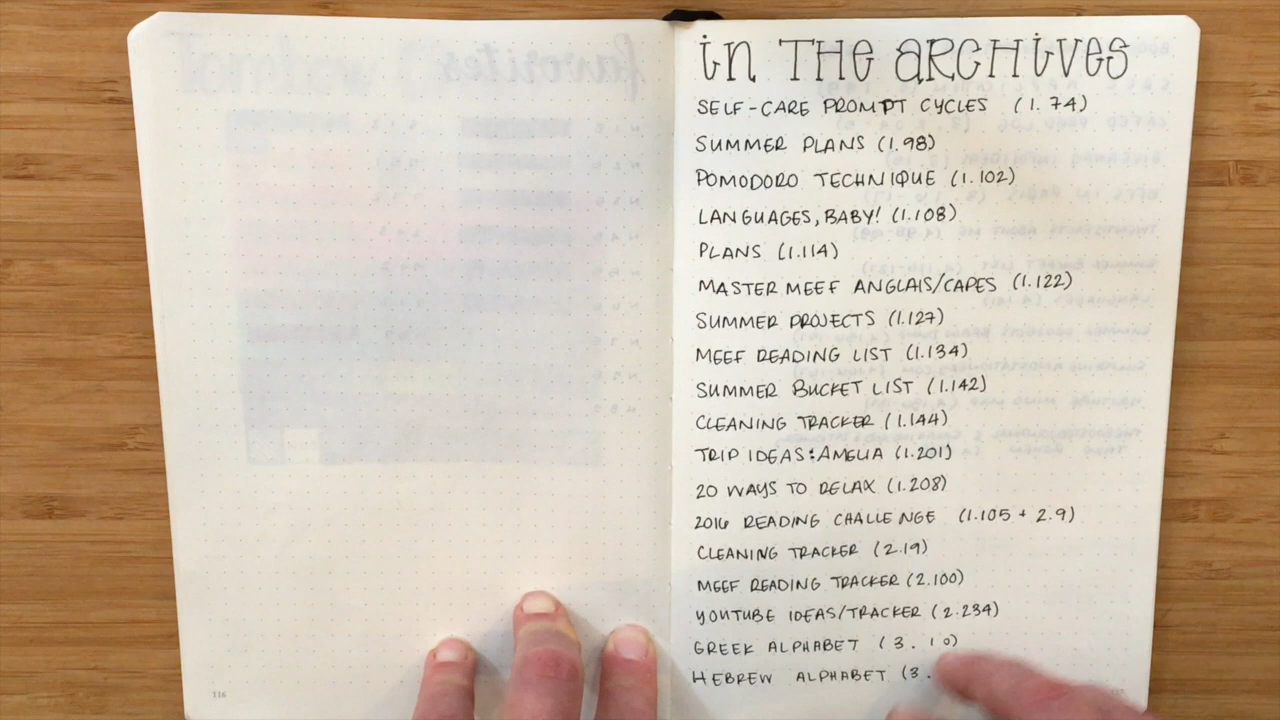 in THE ARCHIVES
SELF-CARE PROMPT CYCLES (1.74)
SUMMER PLANS (1.98)
POMODORO TECHNIQUE (1.102)
LANGUAGES, BABY! (1.108)
PLANS (1.114)
MASTER MEEF ANGLAIS/CAPES (1.122)
SUMMER PROJECTS (1.127)
MEEF READING LIST (1.134)
SUMMER BUCKET LIST (1.142)
CLEANING TRACKER (1.144)
TRIP IDEAS: AMELIA (1.201)
20 WAYS TO RELAX (1.208)
2016 READING CHALLENGE (1.105 + 2.9)
CLEANING TRACKER (2.19)
MEEF READING TRACKER (2.100)
YOUTUBE IDEAS/TRACKER (2.234)
GREEK ALPHABET (3.10)
HEBREW ALPHABET (3.
116